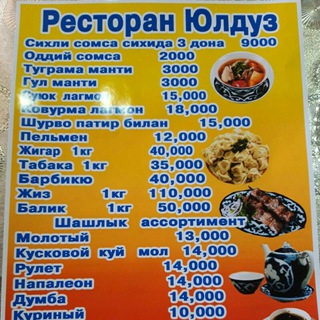 Ресторан Юлдуз
Сихли сомса сихида 3 дона 9000
Оддий сомса 2000
Туграма манти 3000
Гул манти 3000
Суюк лагмон 15,000
Ковурма лагмон 18,000
Шурво патир билан 15,000
Пельмен 12,000
Жигар 1кг 40,000
Табака 1кг 35,000
Барбикю 40,000
Жиз 1кг 110,000
Балик 1кг 50,000
Шашлык ассортимент
Молотый 13,000
Кусковой куй мол 14,000
Рулет 14,000
Напалеон 14,000
Думба 14,000
Куриный 10,000